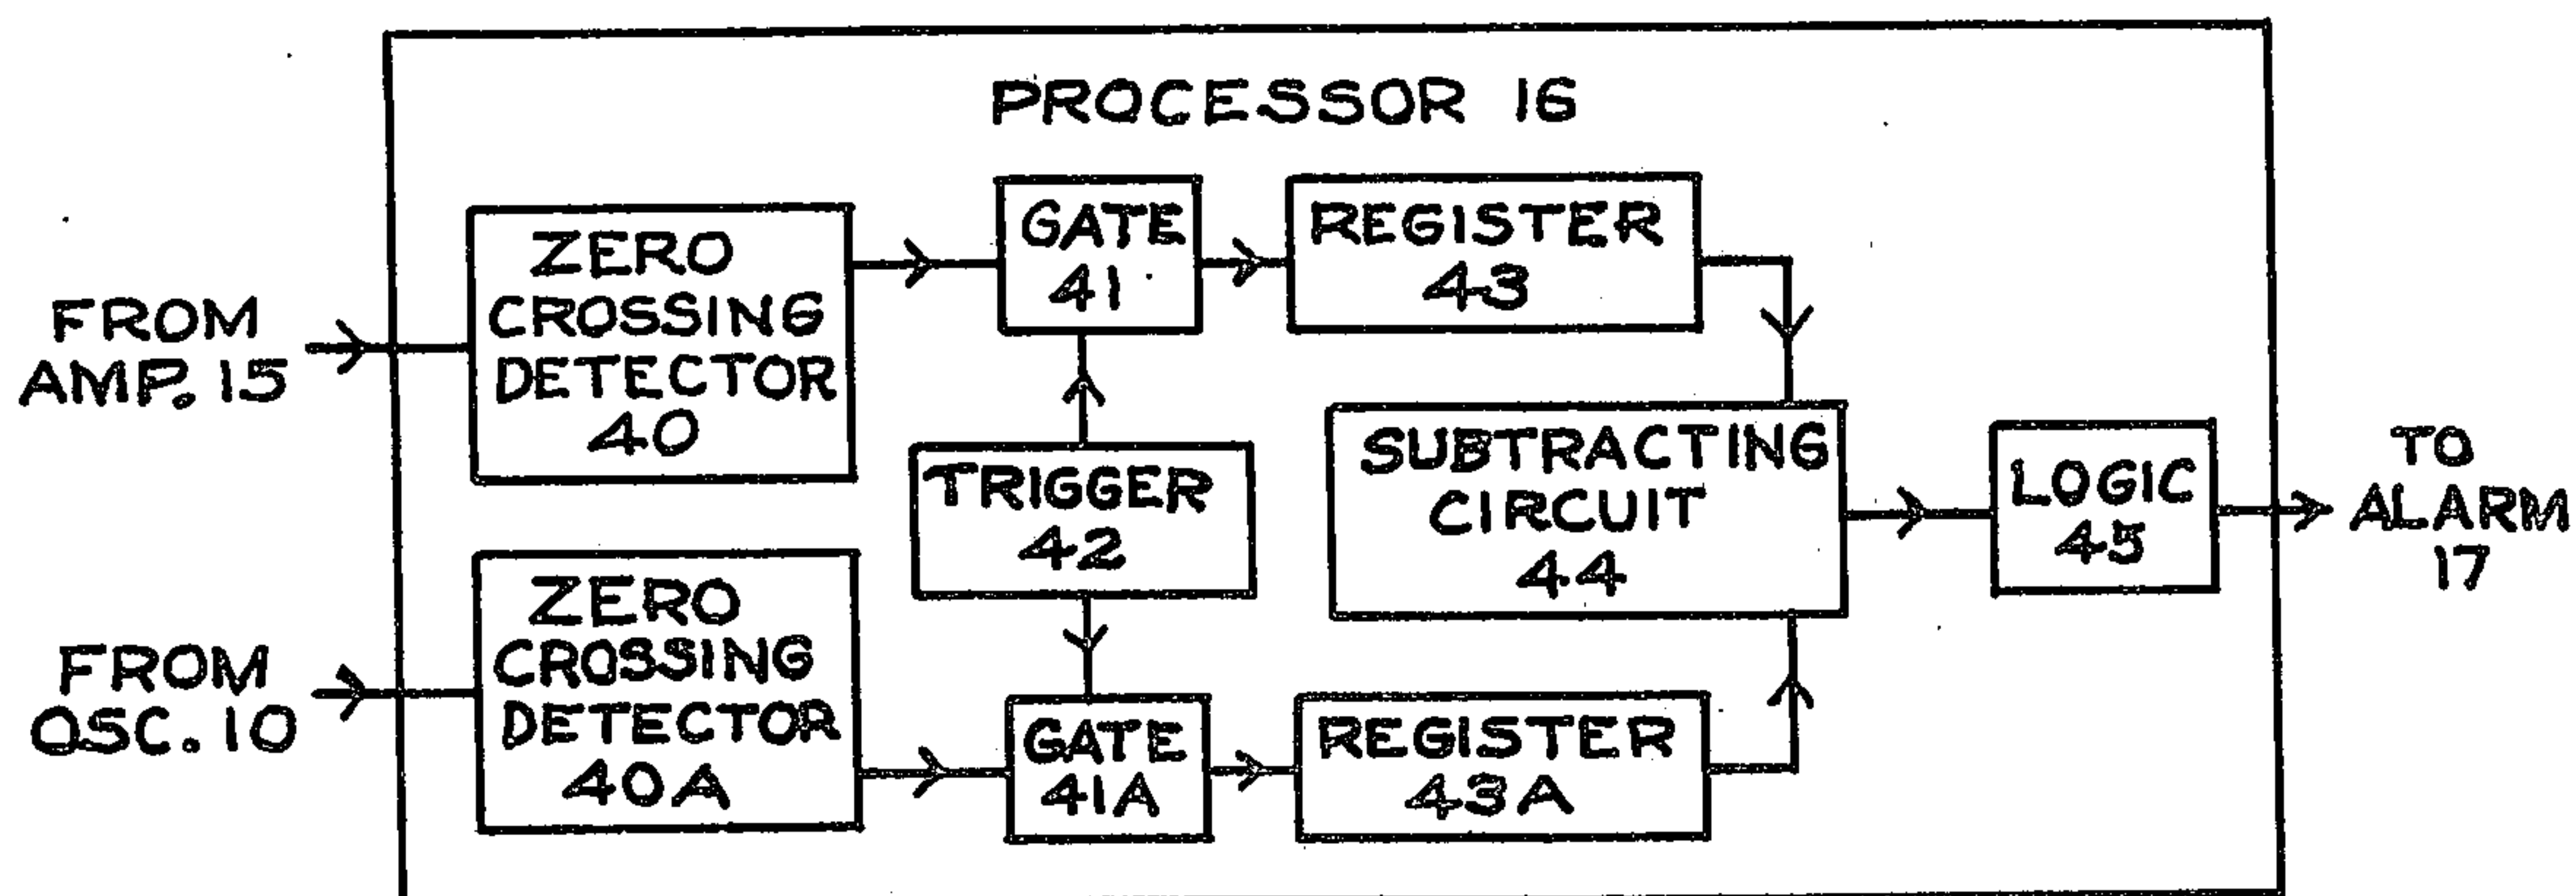 PROCESSOR 16
FROM
AMP. 15
ZERO
CROSSING
DETECTOR
40
GATE
41
REGISTER
43
TRIGGER
42
SUBTRACTING
CIRCUIT
44
LOGIC
45
TO
ALARM
17
FROM
OSC. 10
ZERO
CROSSING
DETECTOR
40A
GATE
41A
REGISTER
43A